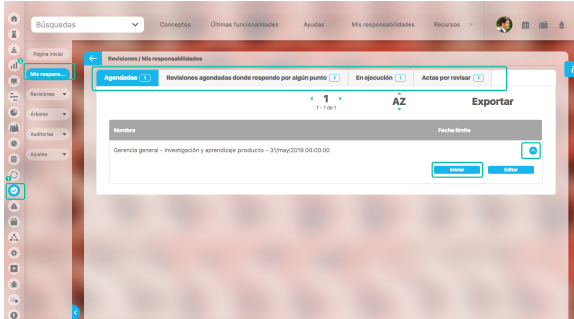 Búsquedas
Conceptos
Últimas funcionalidades
Ayudas
Mis responsabilidades
Recursos
Página inicial
Mis respons...
Revisiones
Árbotas
Auditorías
Ajustes
Revisiones / Mis responsabilidades
Agendadas 1
Revisiones agendadas donde respondo por algún punto 1
En ejecución 1
Actas por revisar 1
1
1 - 1 de 1
AZ
Exportar
Nombre
Fecha límite
Gerencia general - Investigación y aprendizaje producto - 31/may/2019 00:00:00
Iniciar
Editar
2
1
i